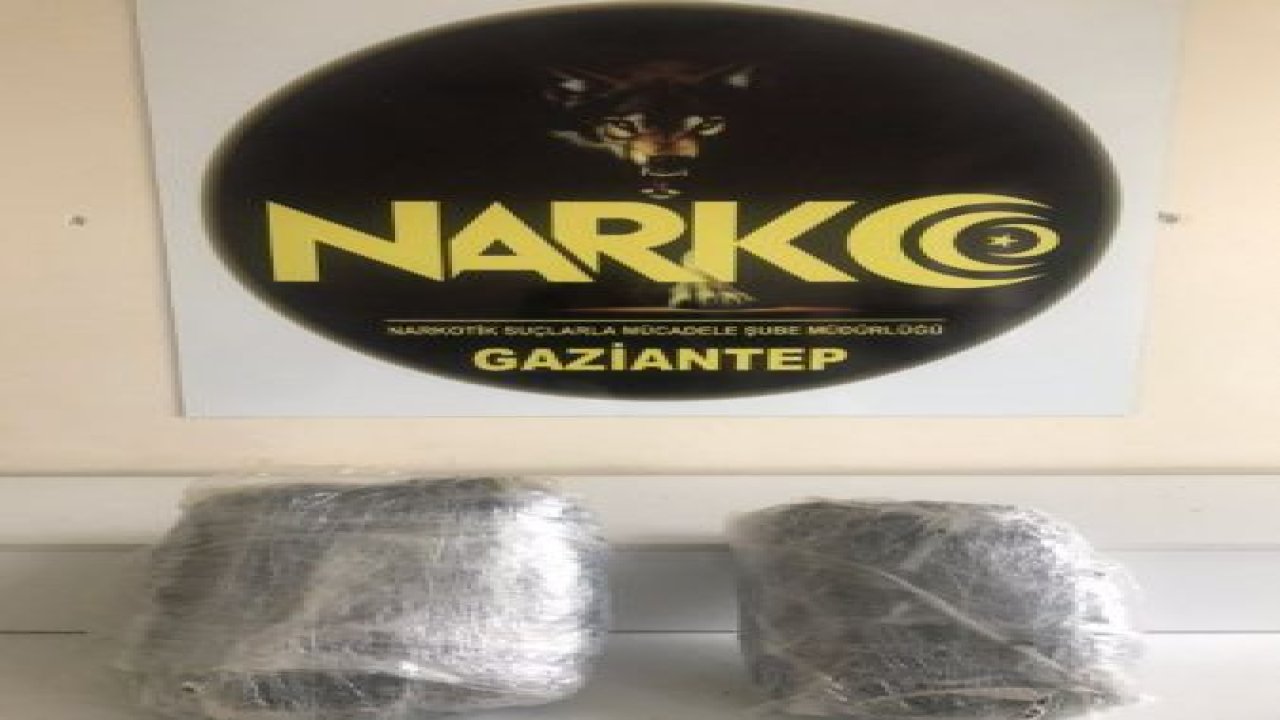 NARKO
NARKOTİK SUÇLARLA MÜCADELE ŞUBE MÜDÜRLÜĞÜ
GAZİANTEP